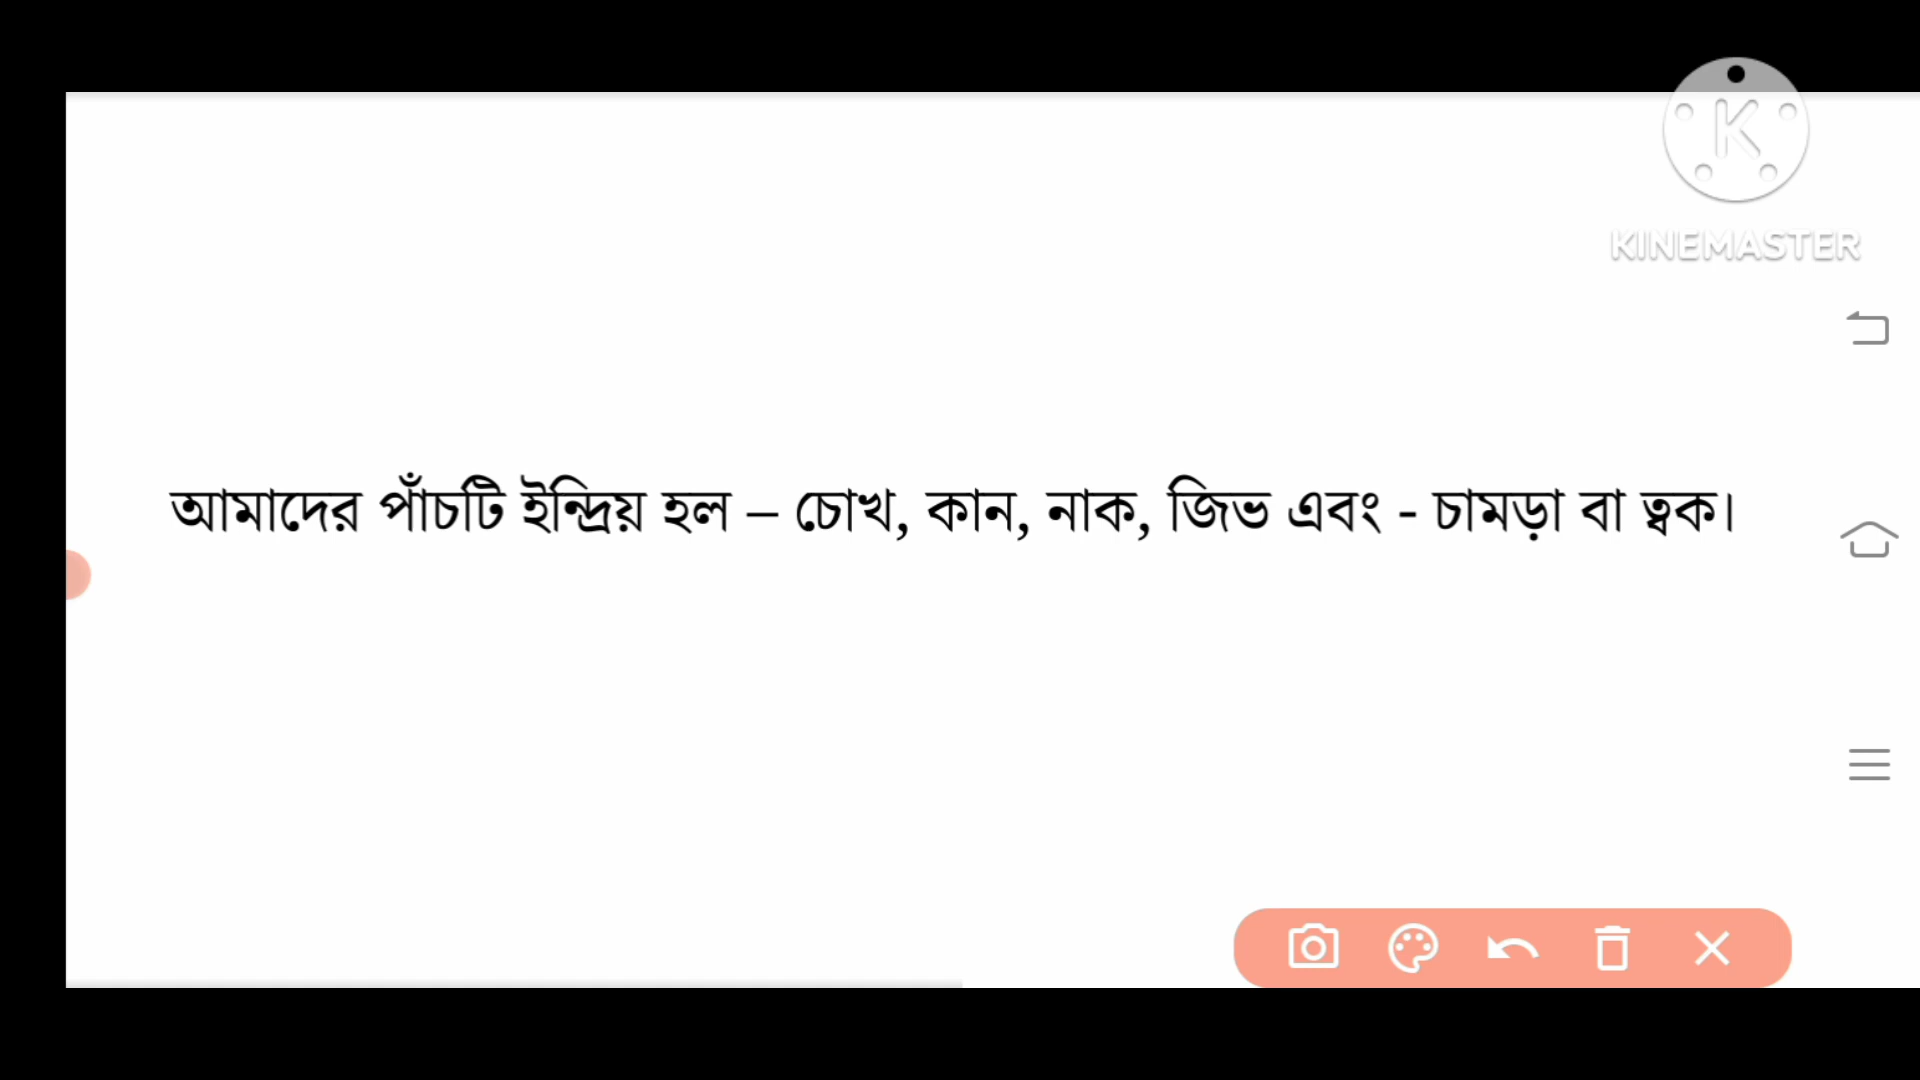 KINEMASTER
আমাদের পাঁচটি ইন্দ্রিয় হল – চোখ, কান, নাক, জিভ এবং - চামড়া বা ত্বক।